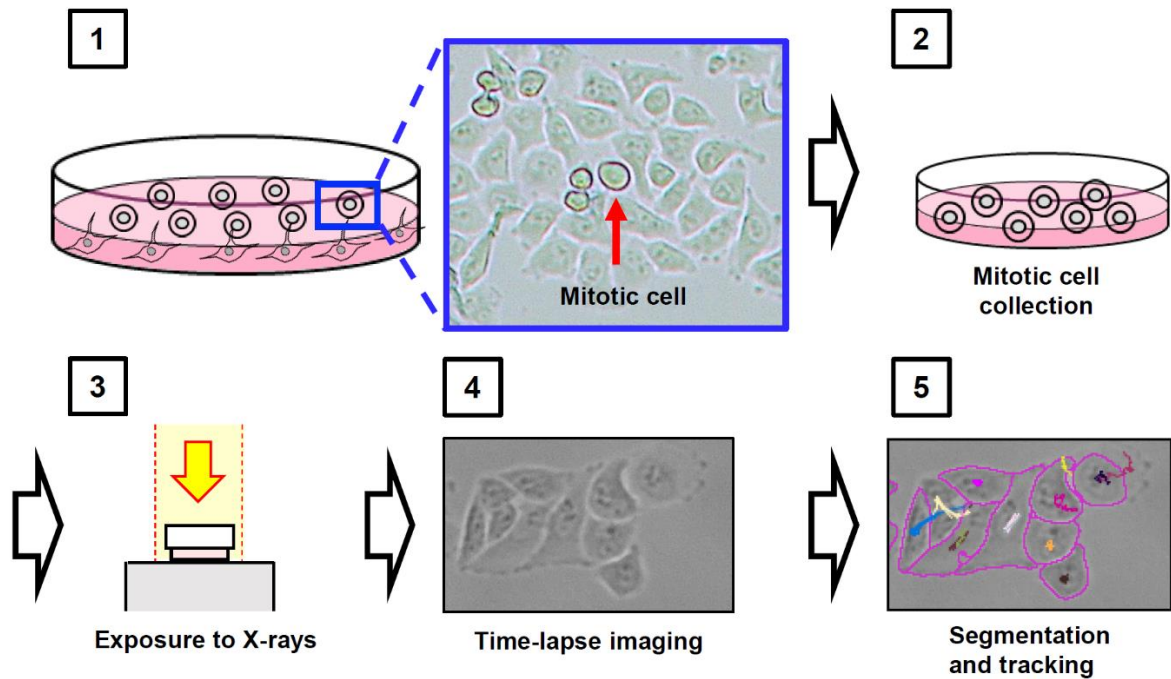 1
Mitotic cell
2
Mitotic cell
collection
3
Exposure to X-rays
4
Time-lapse imaging
5
Segmentation
and tracking